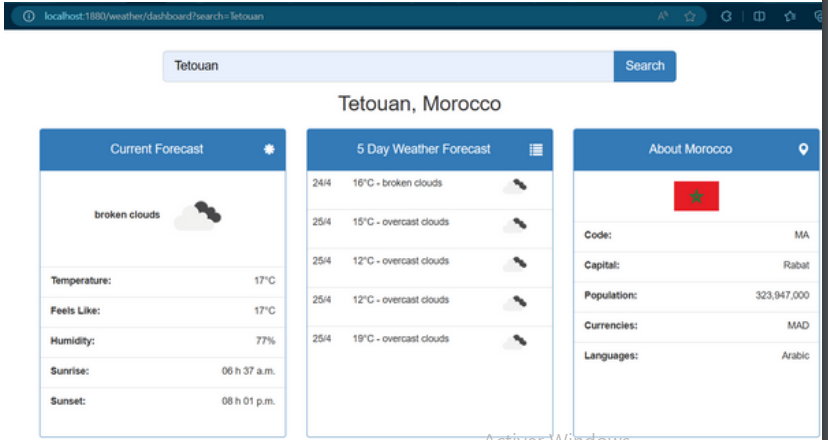 localhost:1880/weather/dashboard?search=Tetouan
Tetouan
Search
Tetouan, Morocco
Current Forecast
broken clouds
Temperature: 17°C
Feels Like: 17°C
Humidity: 77%
Sunrise: 06 h 37 a.m.
Sunset: 08 h 01 p.m.
5 Day Weather Forecast
24/4 16°C - broken clouds
25/4 15°C - overcast clouds
25/4 12°C - overcast clouds
25/4 12°C - overcast clouds
25/4 19°C - overcast clouds
About Morocco
Code: MA
Capital: Rabat
Population: 323,947,000
Currencies: MAD
Languages: Arabic
Activer Windows